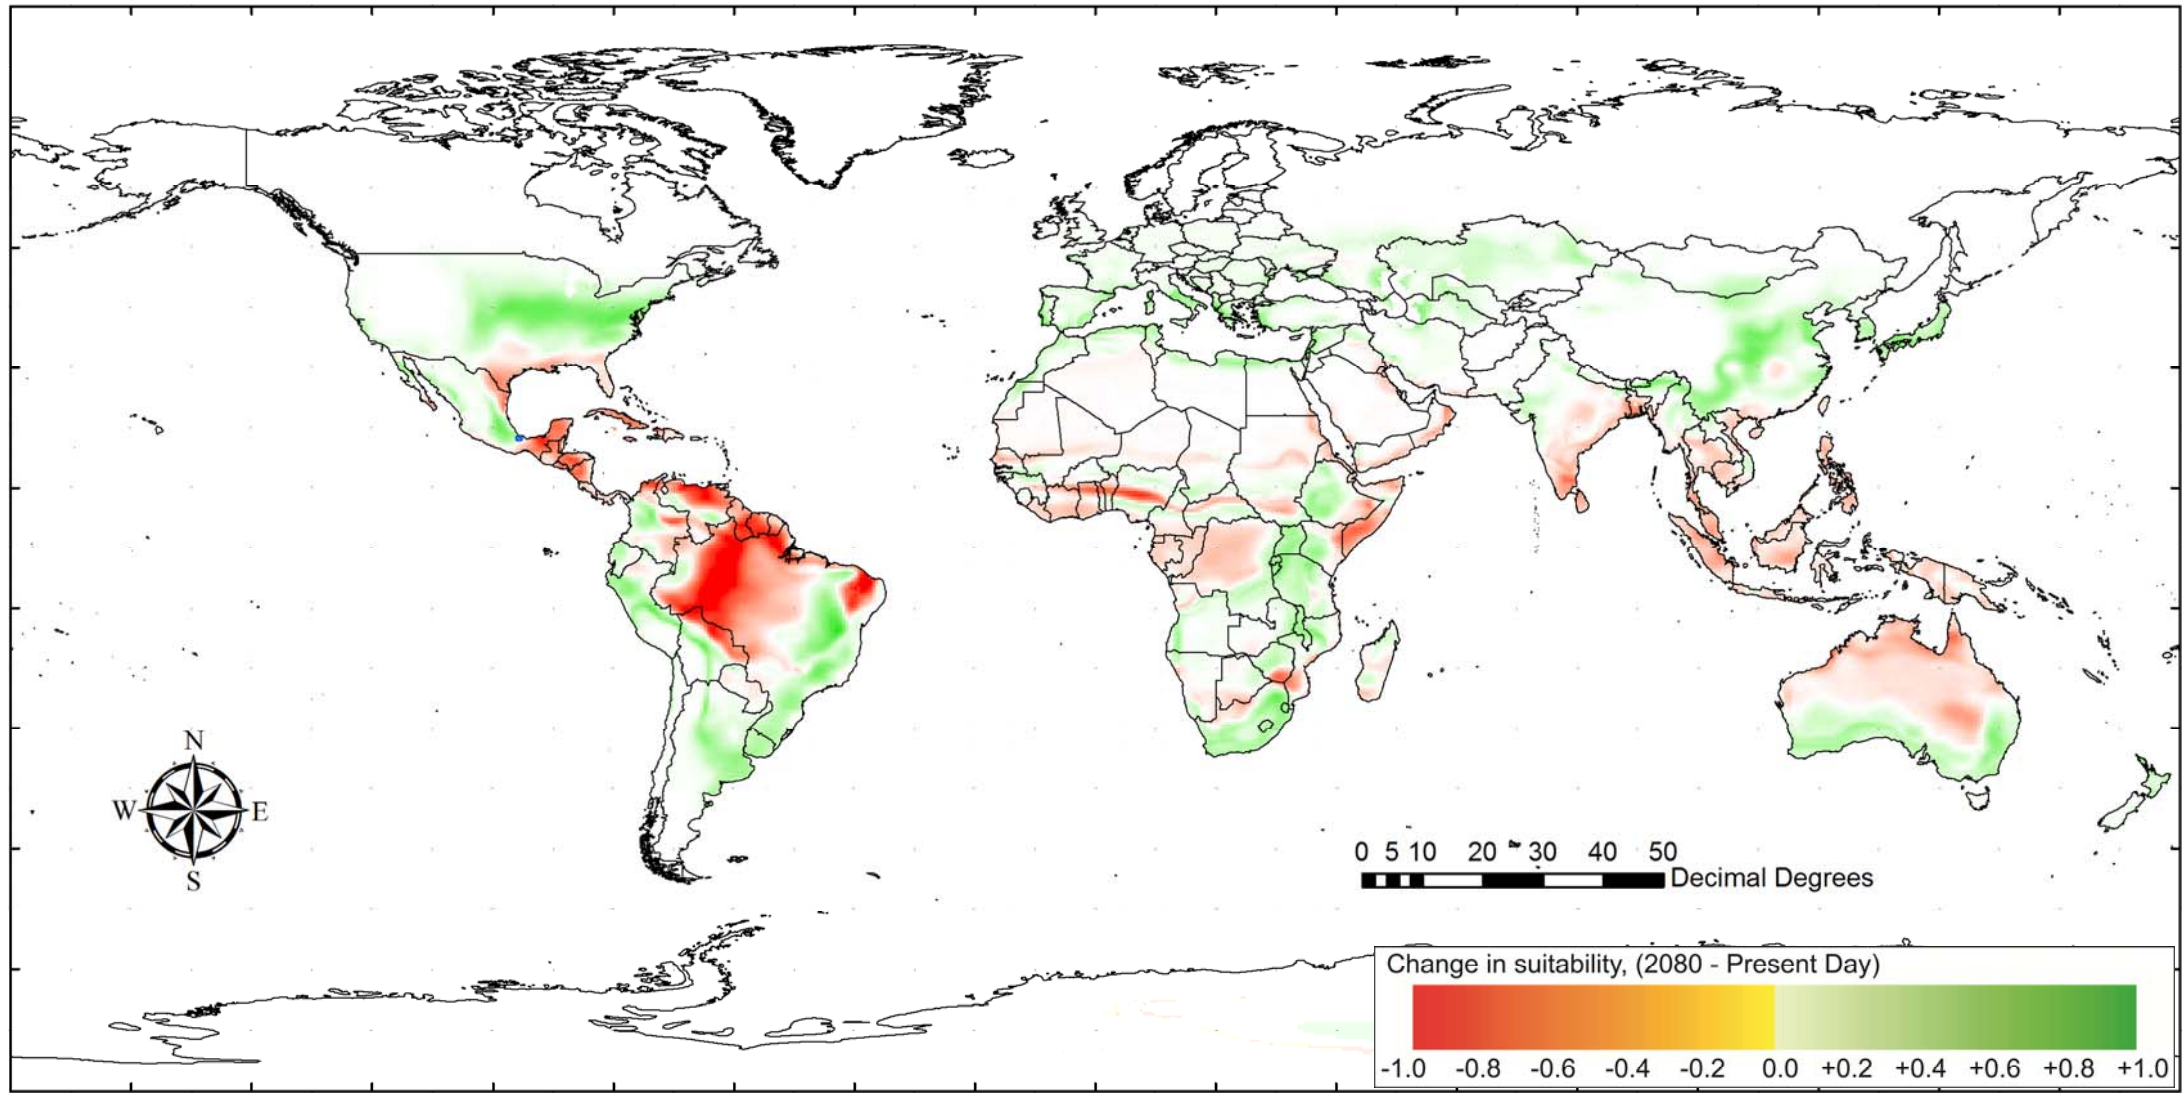 N
W E
S
0 5 10 20 30 40 50
Decimal Degrees
Change in suitability, (2080 - Present Day)
-1.0 -0.8 -0.6 -0.4 -0.2 0.0 +0.2 +0.4 +0.6 +0.8 +1.0